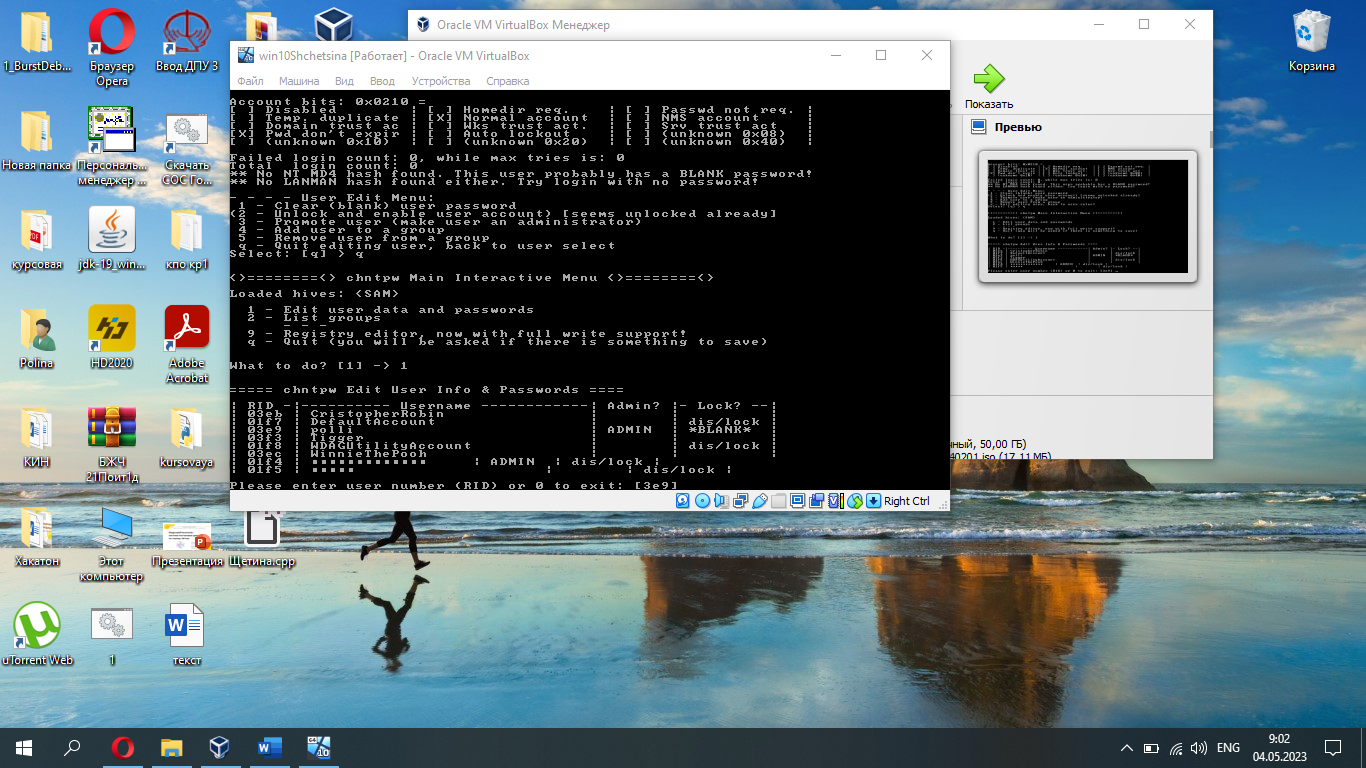 Oracle VM VirtualBox Менеджер
win10Shchetsina [Работает] - Oracle VM VirtualBox
Файл Машина Вид Ввод Устройства Справка
Account bits: 0x0210 =
[ ] Disabled | [ ] Homedir req. | [ ] Passwd not req. |
[ ] Temp. duplicate | [X] Normal account | [ ] NMS account |
[ ] Domain trust ac | [ ] Wks trust act. | [ ] Srv trust act |
[X] Pwd don't expir | [ ] Auto lockout | [ ] (unknown 0x08) |
[ ] (unknown 0x10) | [ ] (unknown 0x20) | [ ] (unknown 0x40) |
Failed login count: 0, while max tries is: 0
Total login count: 0
** No NT MD4 hash found. This user probably has a BLANK password!
** No LANMAN hash found either. Try login with no password!
- - - - User Edit Menu:
1 - Clear (blank) user password
(2 - Unlock and enable user account) [seems unlocked already]
3 - Promote user (make user an administrator)
4 - Add user to a group
5 - Remove user from a group
q - Quit editing user, back to user select
Select: [q] > q
<>========<> chntpw Main Interactive Menu <>========<>
Loaded hives: <SAM>
1 - Edit user data and passwords
2 - List groups
- - -
9 - Registry editor, now with full write support!
q - Quit (you will be asked if there is something to save)
What to do? [1] -> 1
===== chntpw Edit User Info & Passwords ====
| RID -|---------- Username ------------| Admin? |- Lock? --|
| 03eb | CristopherRobin | | |
| 01f7 | DefaultAccount | | dis/lock |
| 03e9 | polli | ADMIN | *BLANK* |
| 03f3 | Tigger | | |
| 01f8 | WDAGUtilityAccount | | dis/lock |
| 03ec | WinnieThePooh | | |
| 01f4 | | ADMIN | dis/lock |
| 01f5 | | | dis/lock |
Please enter user number (RID) or 0 to exit: [3e9]
Right Ctrl
Показать
Превью
чный, 50,00 ГБ)
40201.iso (17,11 МБ)
1_BurstDeb...
Браузер Opera
Ввод ДПУ 3
Корзина
Новая папка
Персональ... менеджер ...
Скачать СОС Го...
курсовая
jdk-19_win...
кпо кр1
Polina
HD2020
Adobe Acrobat
КИН
БЖЧ 21Поит1д
kursovaya
Хакатон
Этот компьютер
Презентация
Щетина.cpp
uTorrent Web
1
текст
ENG
9:02
04.05.2023